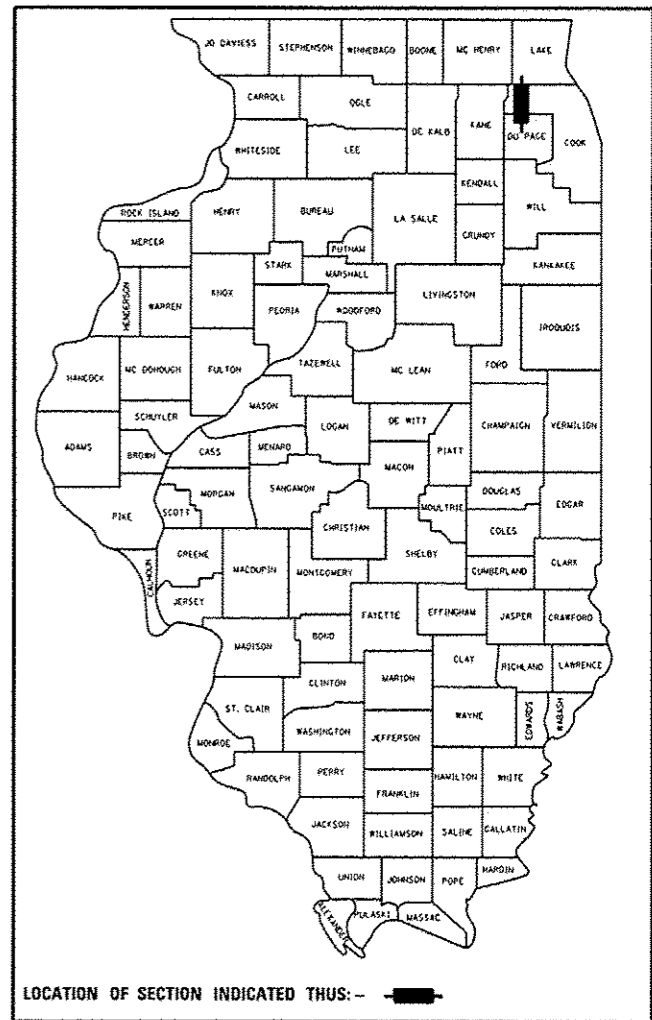 JO DAVIESS STEPHENSON WINNEBAGO BOONE MC HENRY LAKE
CARROLL OGLE
DE KALB KANE DU PAGE COOK
WHITESIDE LEE
KENDALL
ROCK ISLAND HENRY BUREAU LA SALLE GRUNDY WILL
MERCER PUTNAM
STARK MARSHALL KANKAKEE
HENDERSON WARREN KNOX PEORIA WOODFORD LIVINGSTON IROQUOIS
HANCOCK MC DONOUGH FULTON TAZEWELL MC LEAN FORD
MASON
SCHUYLER LOGAN DE WITT CHAMPAIGN VERMILION
ADAMS BROWN CASS MENARD PIATT
MACON
MORGAN SANGAMON DOUGLAS
PIKE SCOTT MOULTRIE EDGAR
CHRISTIAN COLES
GREENE SHELBY
CALHOUN MACOUPIN MONTGOMERY CUMBERLAND CLARK
JERSEY
FAYETTE EFFINGHAM JASPER CRAWFORD
MADISON BOND
CLAY RICHLAND LAWRENCE
CLINTON MARION
ST. CLAIR WAYNE EDWARDS WABASH
WASHINGTON JEFFERSON
MONROE
RANDOLPH PERRY HAMILTON WHITE
FRANKLIN
JACKSON WILLIAMSON SALINE GALLATIN
UNION JOHNSON POPE HARDIN
ALEXANDER PULASKI MASSAC
LOCATION OF SECTION INDICATED THUS: -